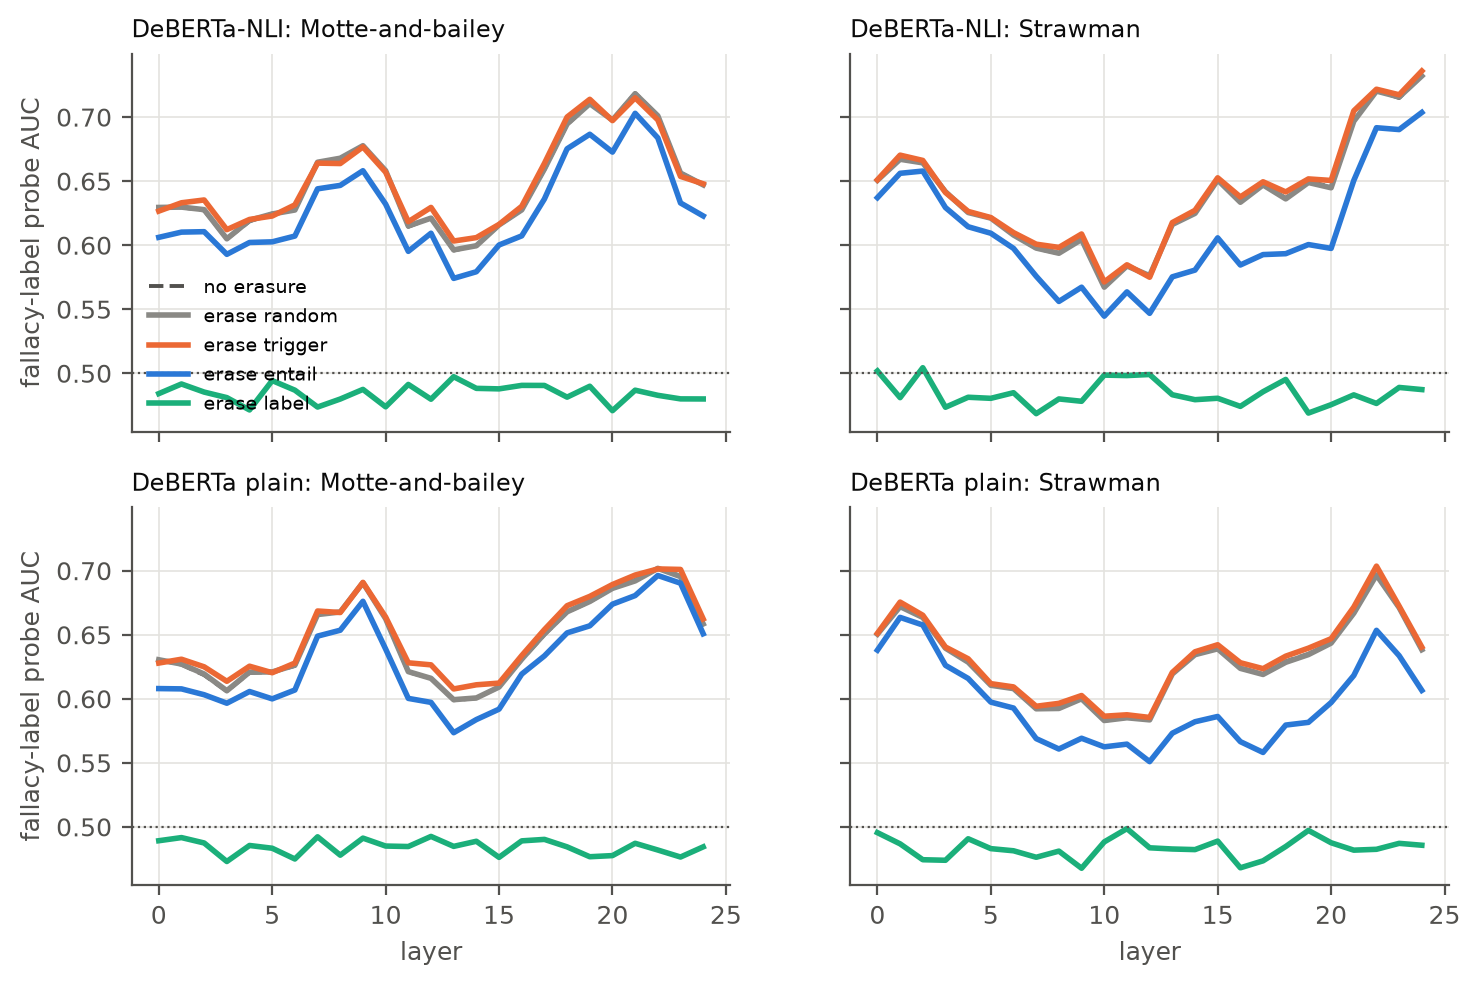 DeBERTa-NLI: Motte-and-bailey
DeBERTa-NLI: Strawman
fallacy-label probe AUC
0.70
0.65
0.60
0.55
0.50
no erasure
erase random
erase trigger
erase entail
erase label
DeBERTa plain: Motte-and-bailey
DeBERTa plain: Strawman
fallacy-label probe AUC
0.70
0.65
0.60
0.55
0.50
0 5 10 15 20 25
0 5 10 15 20 25
layer
layer